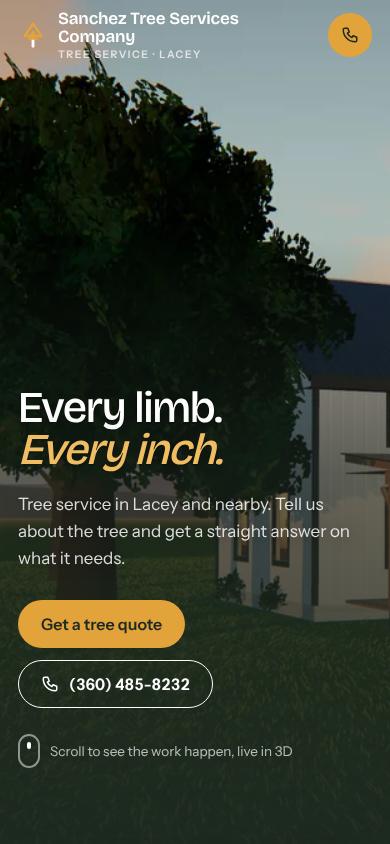 Sanchez Tree Services
Company
TREE SERVICE · LACEY
Every limb.
Every inch.
Tree service in Lacey and nearby. Tell us
about the tree and get a straight answer on
what it needs.
Get a tree quote
(360) 485-8232
Scroll to see the work happen, live in 3D